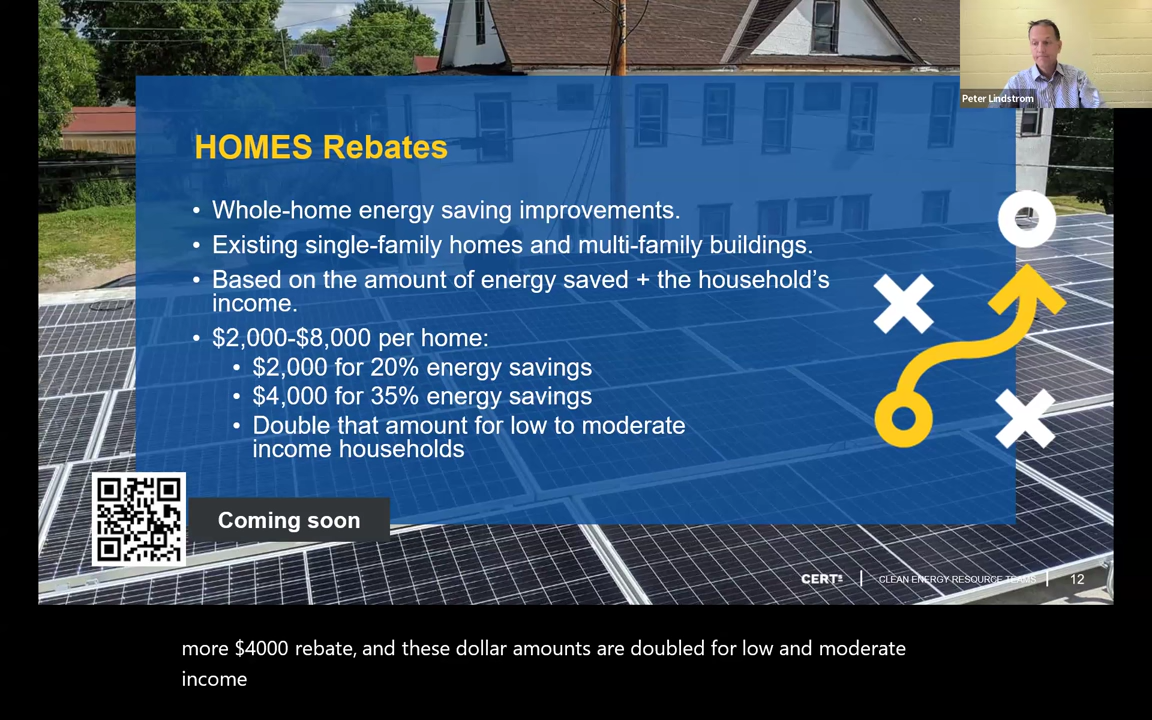 Peter Lindstrom
HOMES Rebates
• Whole-home energy saving improvements.
• Existing single-family homes and multi-family buildings.
• Based on the amount of energy saved + the household's
income.
• $2,000-$8,000 per home:
• $2,000 for 20% energy savings
• $4,000 for 35% energy savings
• Double that amount for low to moderate
income households
Coming soon
CERTs | CLEAN ENERGY RESOURCE TEAMS | 12
more $4000 rebate, and these dollar amounts are doubled for low and moderate
income